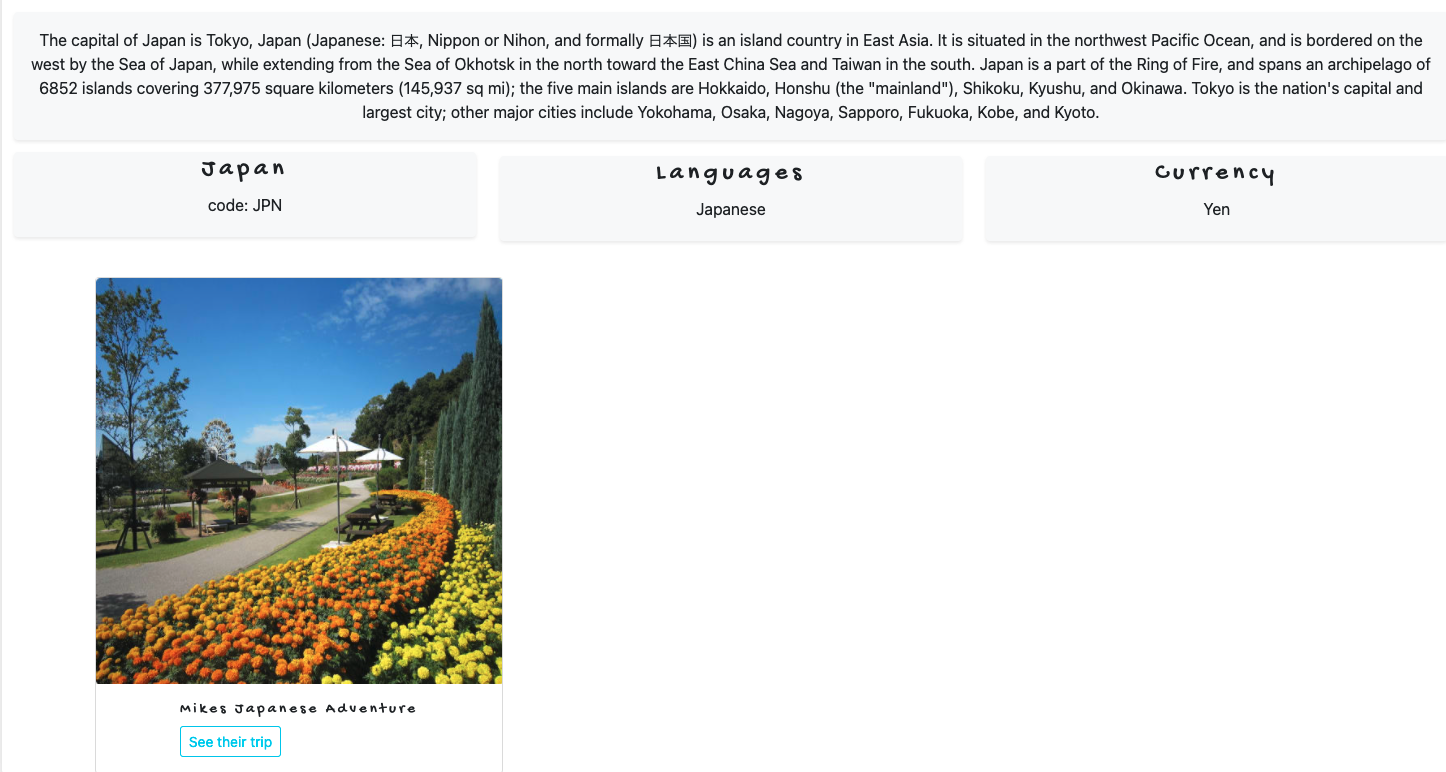 The capital of Japan is Tokyo, Japan (Japanese: 日本, Nippon or Nihon, and formally 日本国) is an island country in East Asia. It is situated in the northwest Pacific Ocean, and is bordered on the
west by the Sea of Japan, while extending from the Sea of Okhotsk in the north toward the East China Sea and Taiwan in the south. Japan is a part of the Ring of Fire, and spans an archipelago of
6852 islands covering 377,975 square kilometers (145,937 sq mi); the five main islands are Hokkaido, Honshu (the "mainland"), Shikoku, Kyushu, and Okinawa. Tokyo is the nation's capital and
largest city; other major cities include Yokohama, Osaka, Nagoya, Sapporo, Fukuoka, Kobe, and Kyoto.
Japan
code: JPN
Languages
Japanese
Currency
Yen
Mikes Japanese Adventure
See their trip